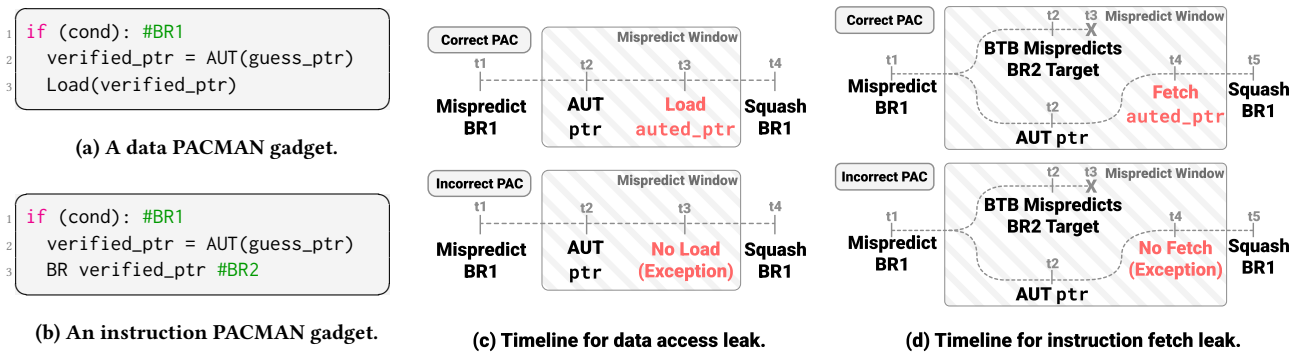 1 if (cond): #BR1
2 verified_ptr = AUT(guess_ptr)
3 Load(verified_ptr)
(a) A data PACMAN gadget.
1 if (cond): #BR1
2 verified_ptr = AUT(guess_ptr)
3 BR verified_ptr #BR2
(b) An instruction PACMAN gadget.
Correct PAC
Mispredict Window
t1 t2 t3 t4
Mispredict
BR1
AUT
ptr
Load
auted_ptr
Squash
BR1
Incorrect PAC
Mispredict Window
t1 t2 t3 t4
Mispredict
BR1
AUT
ptr
No Load
(Exception)
Squash
BR1
(c) Timeline for data access leak.
Correct PAC
t2 t3 Mispredict Window
X
BTB Mispredicts
BR2 Target
t1
Mispredict
BR1
t2
AUT ptr
t4
Fetch
auted_ptr
t5
Squash
BR1
Incorrect PAC
t2 t3 Mispredict Window
X
BTB Mispredicts
BR2 Target
t1
Mispredict
BR1
t2
AUT ptr
t4
No Fetch
(Exception)
t5
Squash
BR1
(d) Timeline for instruction fetch leak.